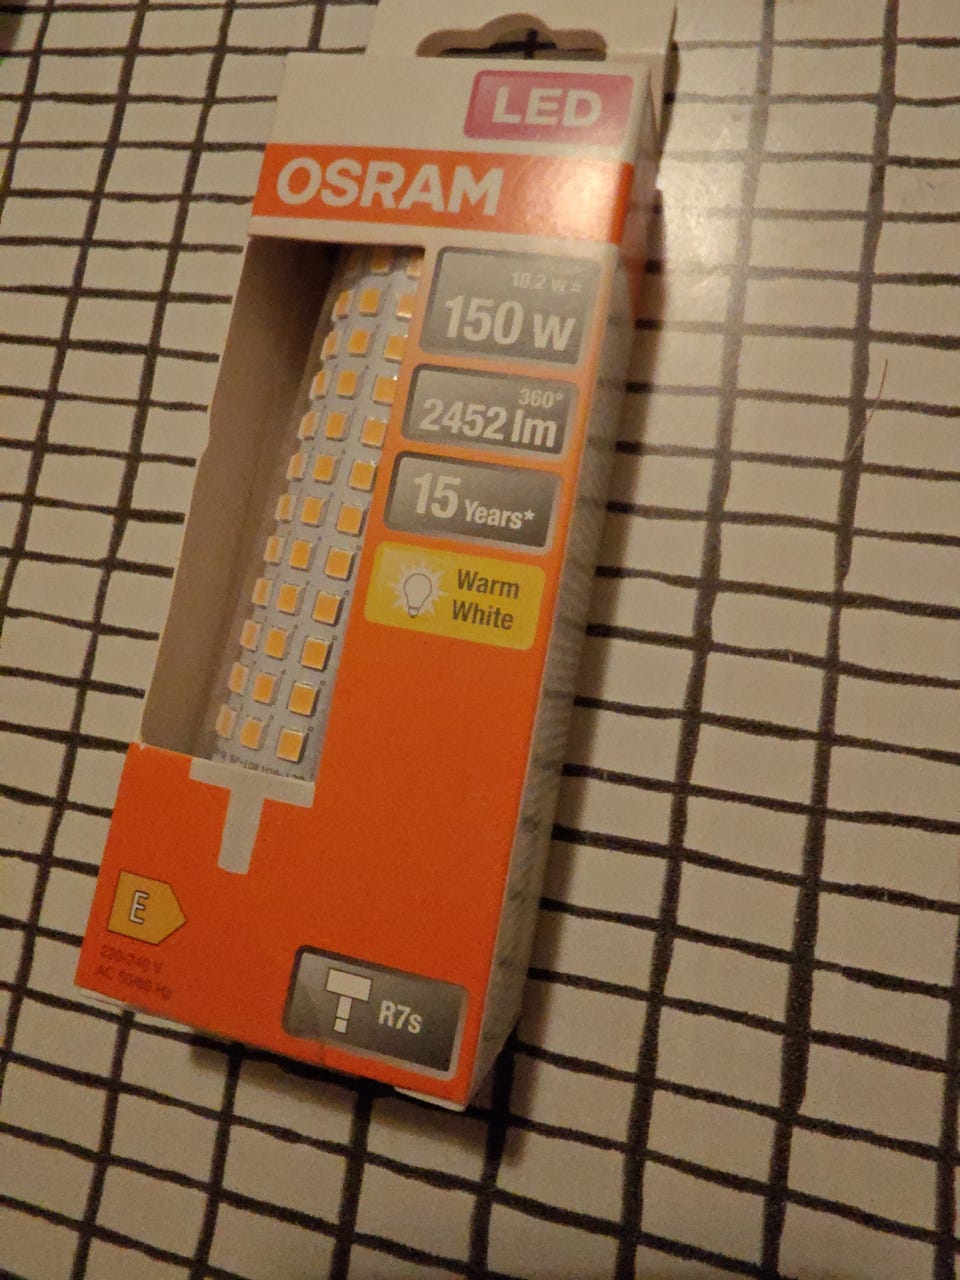 LED
OSRAM
18.2 W =
150 W
360°
2452 lm
15 Years*
Warm
White
E
220-240 V
AC 50/60 Hz
R7s